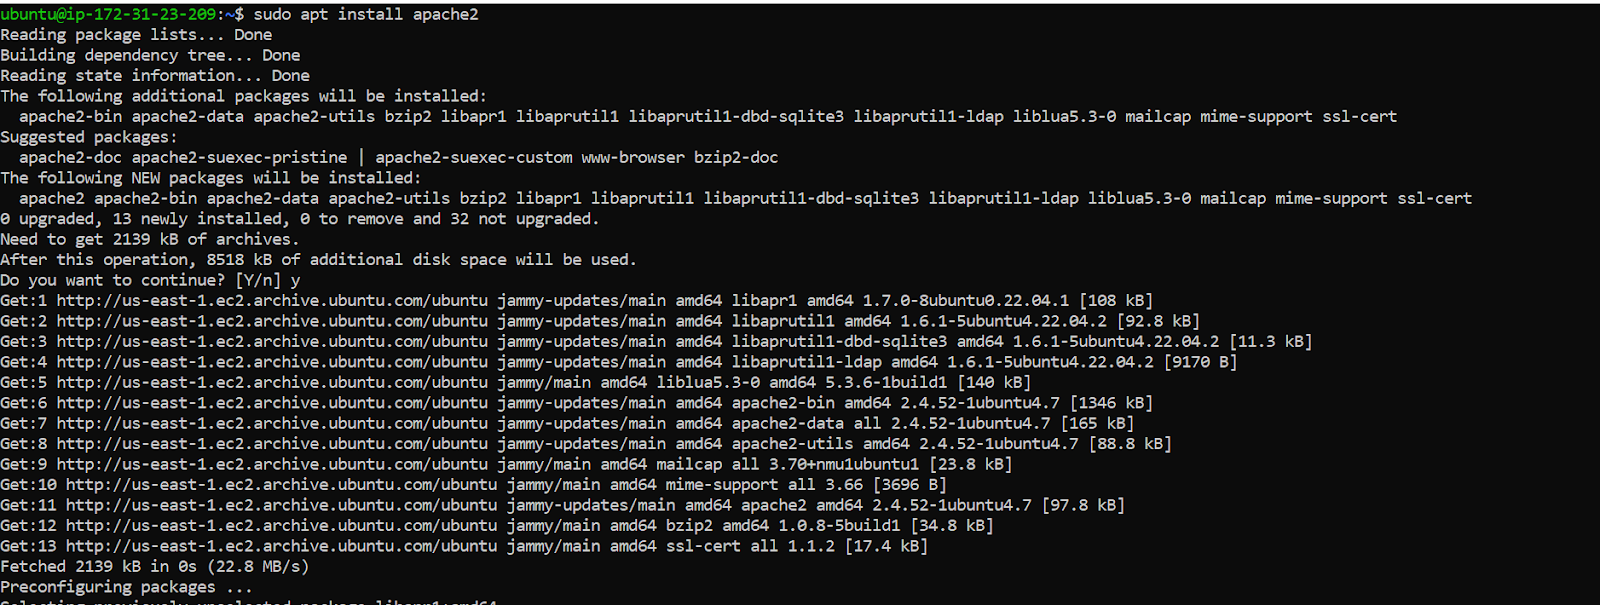 ubuntu@ip-172-31-23-209:~$ sudo apt install apache2
Reading package lists... Done
Building dependency tree... Done
Reading state information... Done
The following additional packages will be installed:
  apache2-bin apache2-data apache2-utils bzip2 libapr1 libaprutil1 libaprutil1-dbd-sqlite3 libaprutil1-ldap liblua5.3-0 mailcap mime-support ssl-cert
Suggested packages:
  apache2-doc apache2-suexec-pristine | apache2-suexec-custom www-browser bzip2-doc
The following NEW packages will be installed:
  apache2 apache2-bin apache2-data apache2-utils bzip2 libapr1 libaprutil1 libaprutil1-dbd-sqlite3 libaprutil1-ldap liblua5.3-0 mailcap mime-support ssl-cert
0 upgraded, 13 newly installed, 0 to remove and 32 not upgraded.
Need to get 2139 kB of archives.
After this operation, 8518 kB of additional disk space will be used.
Do you want to continue? [Y/n] y
Get:1 http://us-east-1.ec2.archive.ubuntu.com/ubuntu jammy-updates/main amd64 libapr1 amd64 1.7.0-8ubuntu0.22.04.1 [108 kB]
Get:2 http://us-east-1.ec2.archive.ubuntu.com/ubuntu jammy-updates/main amd64 libaprutil1 amd64 1.6.1-5ubuntu4.22.04.2 [92.8 kB]
Get:3 http://us-east-1.ec2.archive.ubuntu.com/ubuntu jammy-updates/main amd64 libaprutil1-dbd-sqlite3 amd64 1.6.1-5ubuntu4.22.04.2 [11.3 kB]
Get:4 http://us-east-1.ec2.archive.ubuntu.com/ubuntu jammy-updates/main amd64 libaprutil1-ldap amd64 1.6.1-5ubuntu4.22.04.2 [9170 B]
Get:5 http://us-east-1.ec2.archive.ubuntu.com/ubuntu jammy/main amd64 liblua5.3-0 amd64 5.3.6-1build1 [140 kB]
Get:6 http://us-east-1.ec2.archive.ubuntu.com/ubuntu jammy-updates/main amd64 apache2-bin amd64 2.4.52-1ubuntu4.7 [1346 kB]
Get:7 http://us-east-1.ec2.archive.ubuntu.com/ubuntu jammy-updates/main amd64 apache2-data all 2.4.52-1ubuntu4.7 [165 kB]
Get:8 http://us-east-1.ec2.archive.ubuntu.com/ubuntu jammy-updates/main amd64 apache2-utils amd64 2.4.52-1ubuntu4.7 [88.8 kB]
Get:9 http://us-east-1.ec2.archive.ubuntu.com/ubuntu jammy/main amd64 mailcap all 3.70+nmu1ubuntu1 [23.8 kB]
Get:10 http://us-east-1.ec2.archive.ubuntu.com/ubuntu jammy/main amd64 mime-support all 3.66 [3696 B]
Get:11 http://us-east-1.ec2.archive.ubuntu.com/ubuntu jammy-updates/main amd64 apache2 amd64 2.4.52-1ubuntu4.7 [97.8 kB]
Get:12 http://us-east-1.ec2.archive.ubuntu.com/ubuntu jammy/main amd64 bzip2 amd64 1.0.8-5build1 [34.8 kB]
Get:13 http://us-east-1.ec2.archive.ubuntu.com/ubuntu jammy/main amd64 ssl-cert all 1.1.2 [17.4 kB]
Fetched 2139 kB in 0s (22.8 MB/s)
Preconfiguring packages ...
Selecting previously unselected package libapr1:amd64.